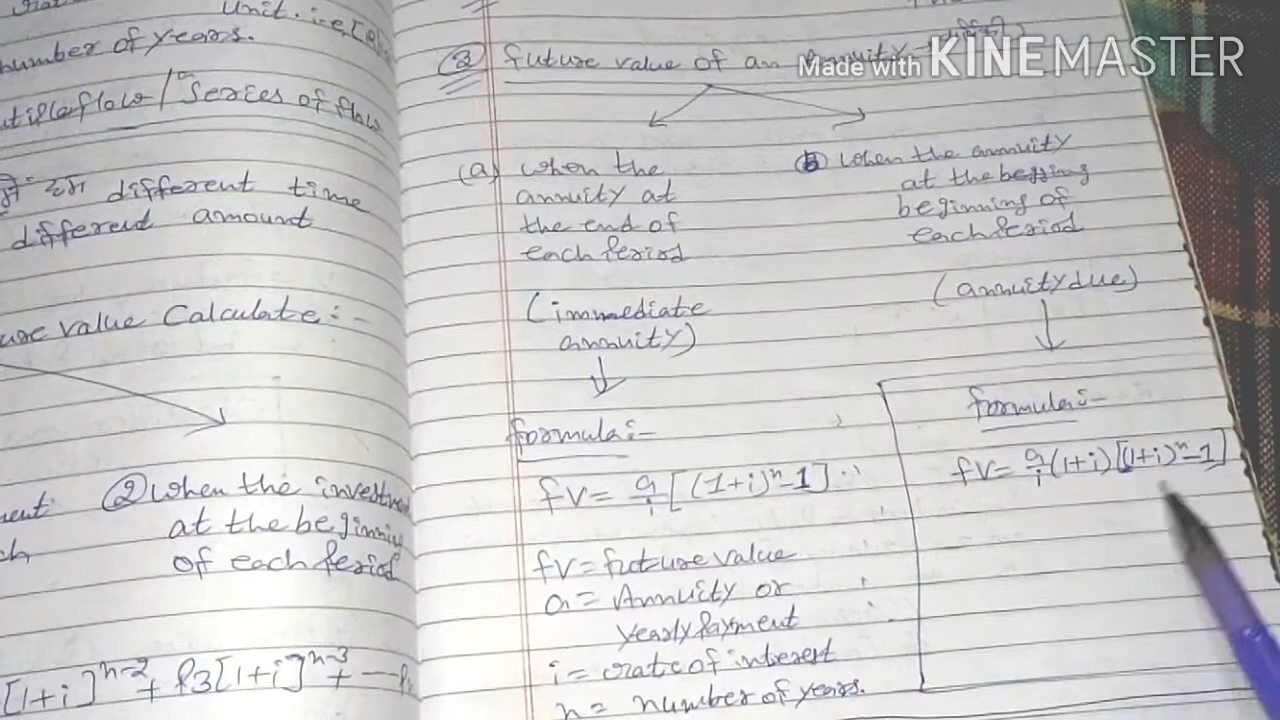 Unit. i.e.
number of years.
Series of flow
हम different time
different amount
value Calculate:-
② When the
at the
of each period
[1+i]ⁿ⁻² + P3[1+i]ⁿ⁻³ + ---
③ future value of an Annuity
Made with KINEMASTER
(a) When the
annuity at
the end of
each period
(immediate
annuity)
formula:-
FV= a/i [(1+i)ⁿ-1]
FV= future value
a= Annuity or
yearly Payment
i= rate of interest
n= number of years.
(b) When the annuity
at the
beginning of
each period
(annuity due)
formula:-
FV= a/i (1+i)[(1+i)ⁿ-1]